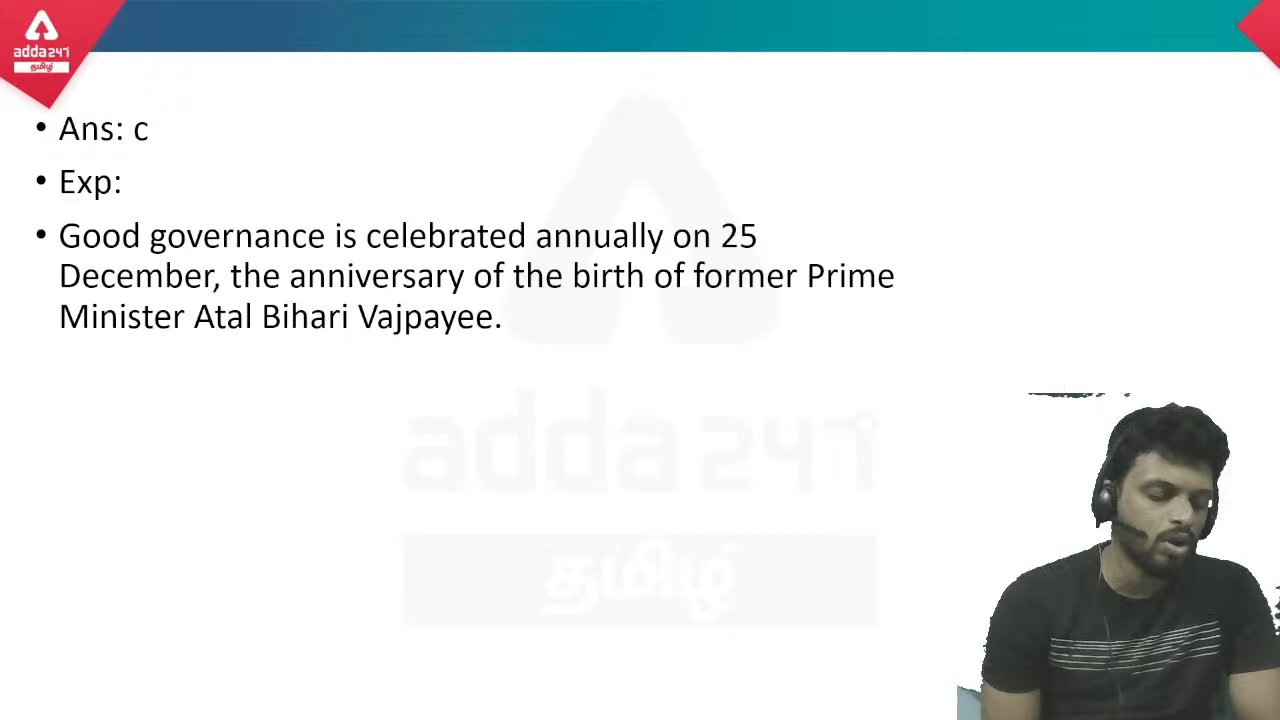 adda247
தமிழ்
• Ans: c
• Exp:
• Good governance is celebrated annually on 25
December, the anniversary of the birth of former Prime
Minister Atal Bihari Vajpayee.
adda247
தமிழ்